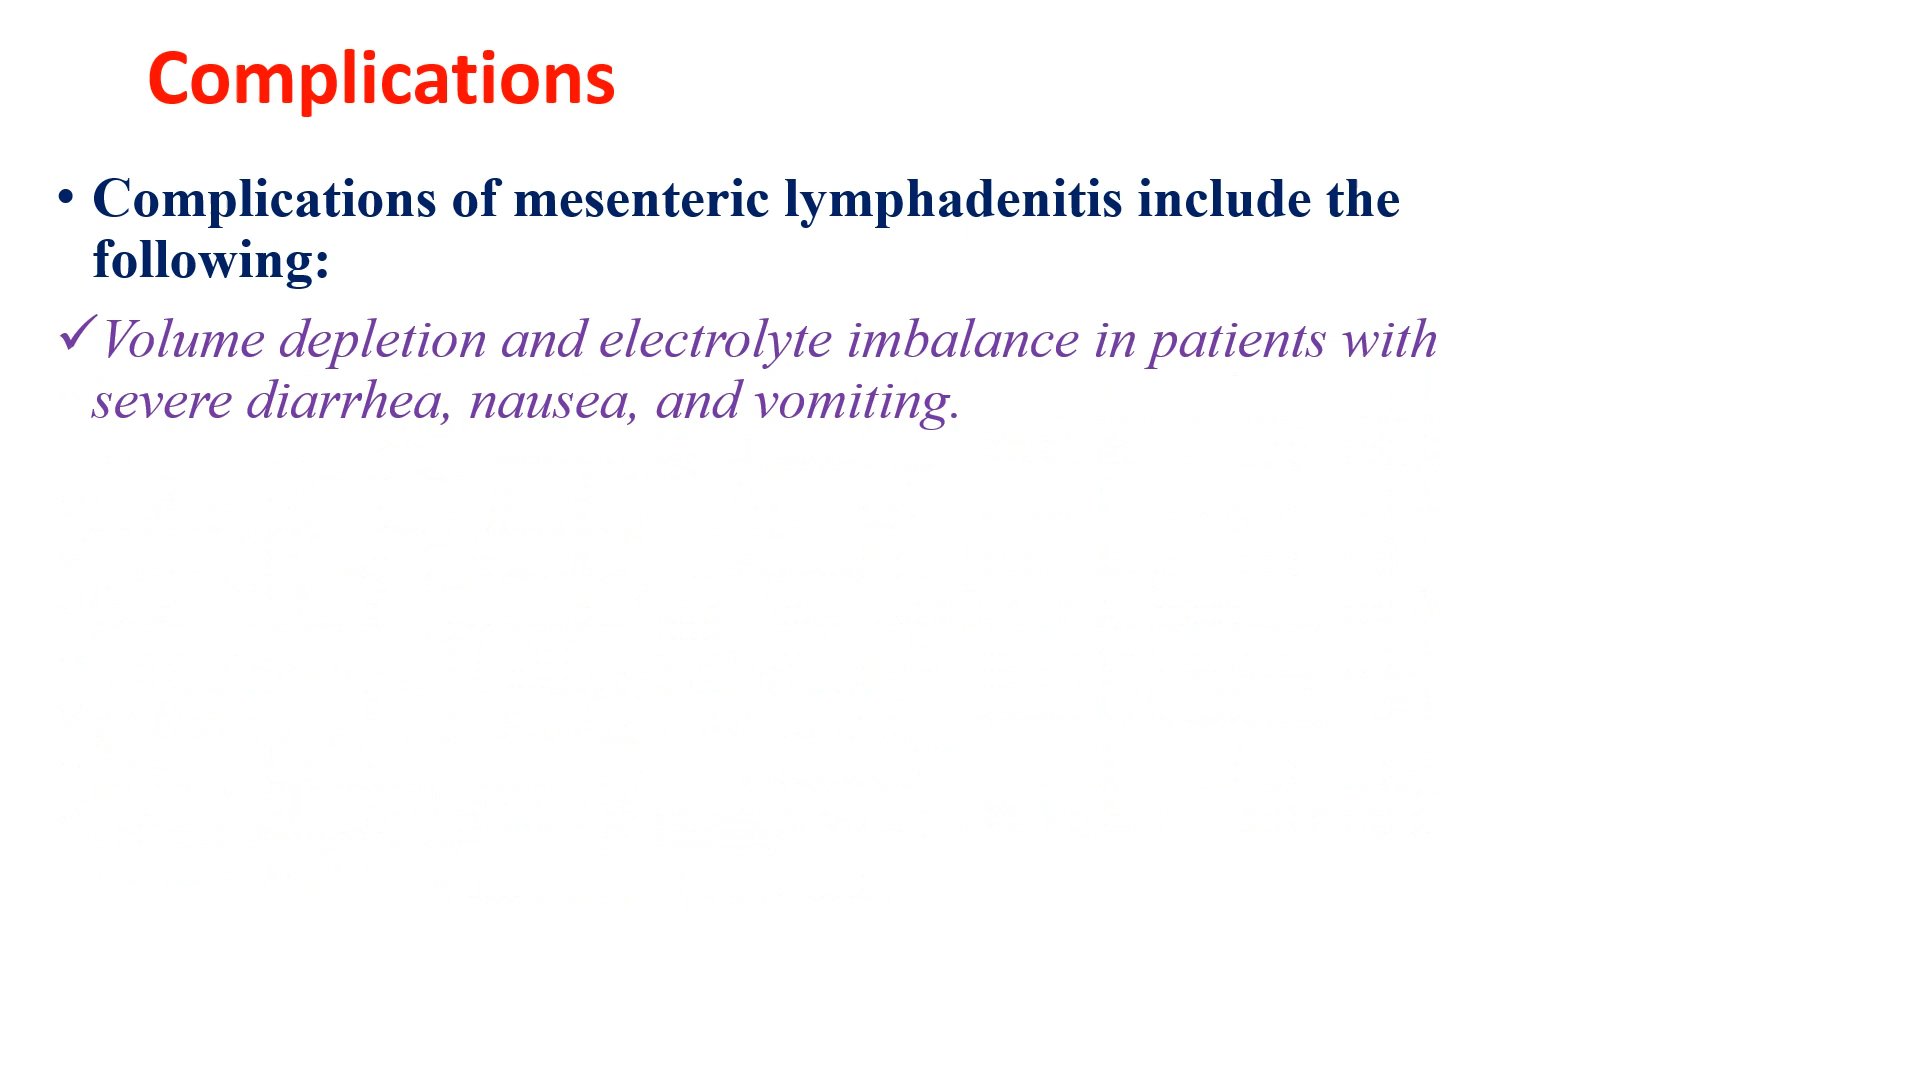 Complications
• Complications of mesenteric lymphadenitis include the
following:
✓Volume depletion and electrolyte imbalance in patients with
severe diarrhea, nausea, and vomiting.